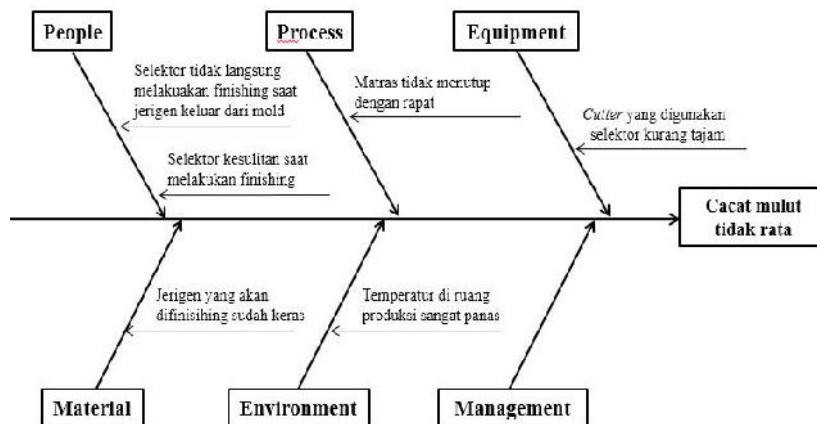 People
Process
Equipment
Selektor tidak langsung
melakuakan finishing saat
jerigen keluar dari mold
Matras tidak menutup
dengan rapat
Cutter yang digunakan
selektor kurang tajam
Selektor kesulitan saat
melakukan finishing
Cacat mulut
tidak rata
Jerigen yang akan
difinisihing sudah keras
Temperatur di ruang
produksi sangat panas
Material
Environment
Management